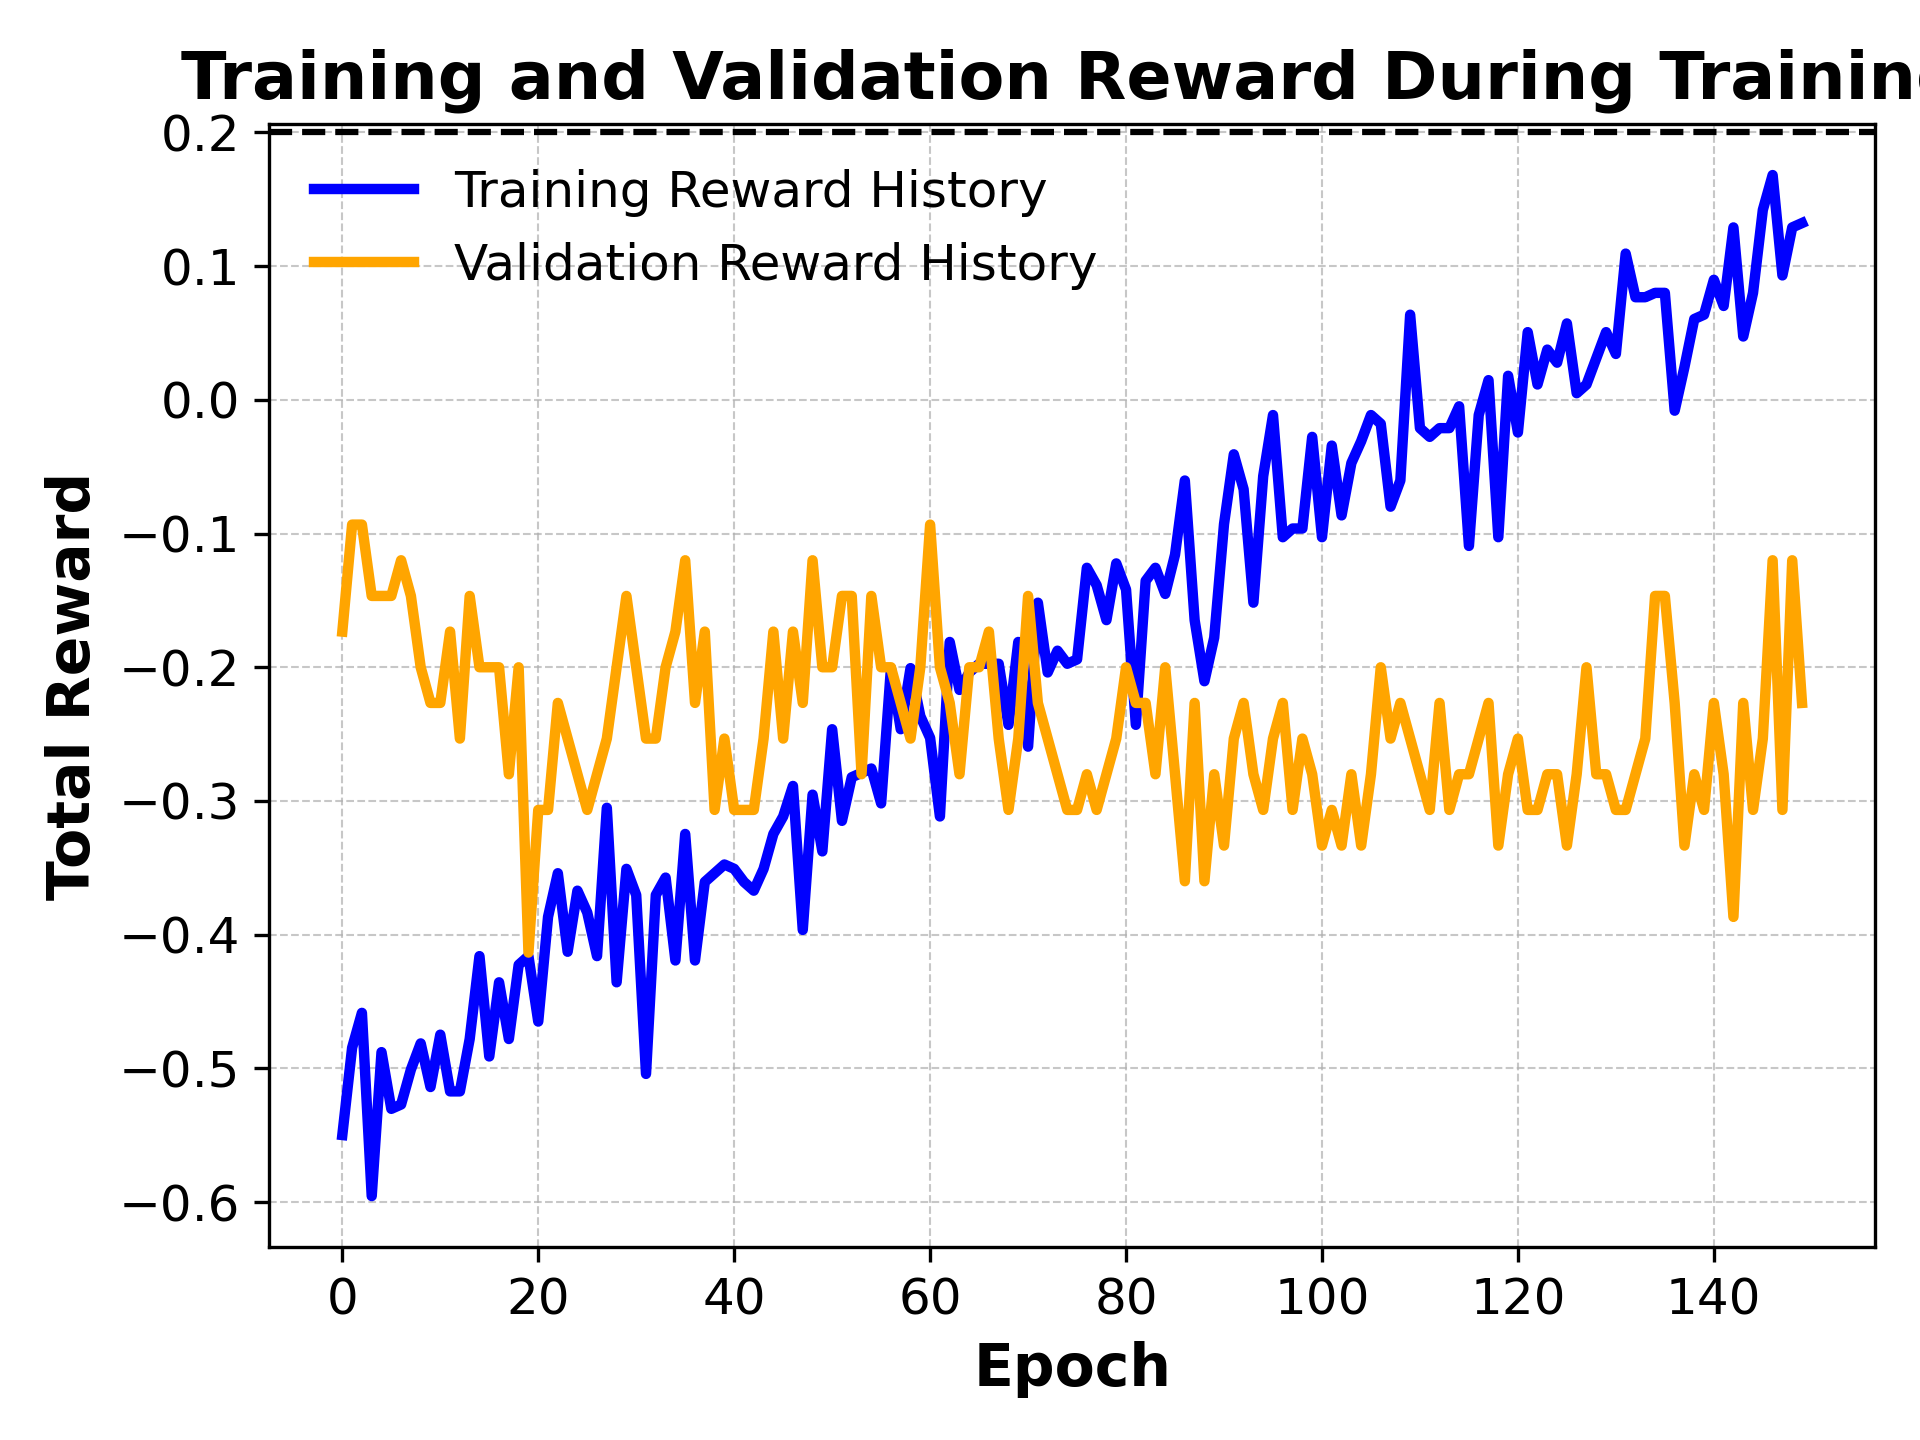 Training and Validation Reward During Training
Training Reward History
Validation Reward History
0.2
0.1
0.0
−0.1
−0.2
−0.3
−0.4
−0.5
−0.6
Total Reward
0 20 40 60 80 100 120 140
Epoch